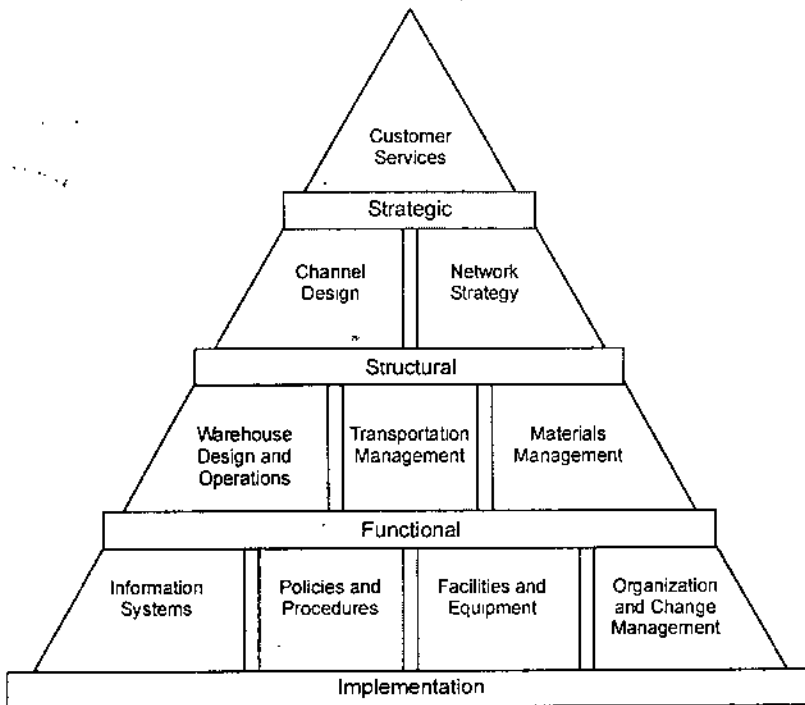 Customer
Services
Strategic
Channel
Design
Network
Strategy
Structural
Warehouse
Design and
Operations
Transportation
Management
Materials
Management
Functional
Information
Systems
Policies and
Procedures
Facilities and
Equipment
Organization
and Change
Management
Implementation